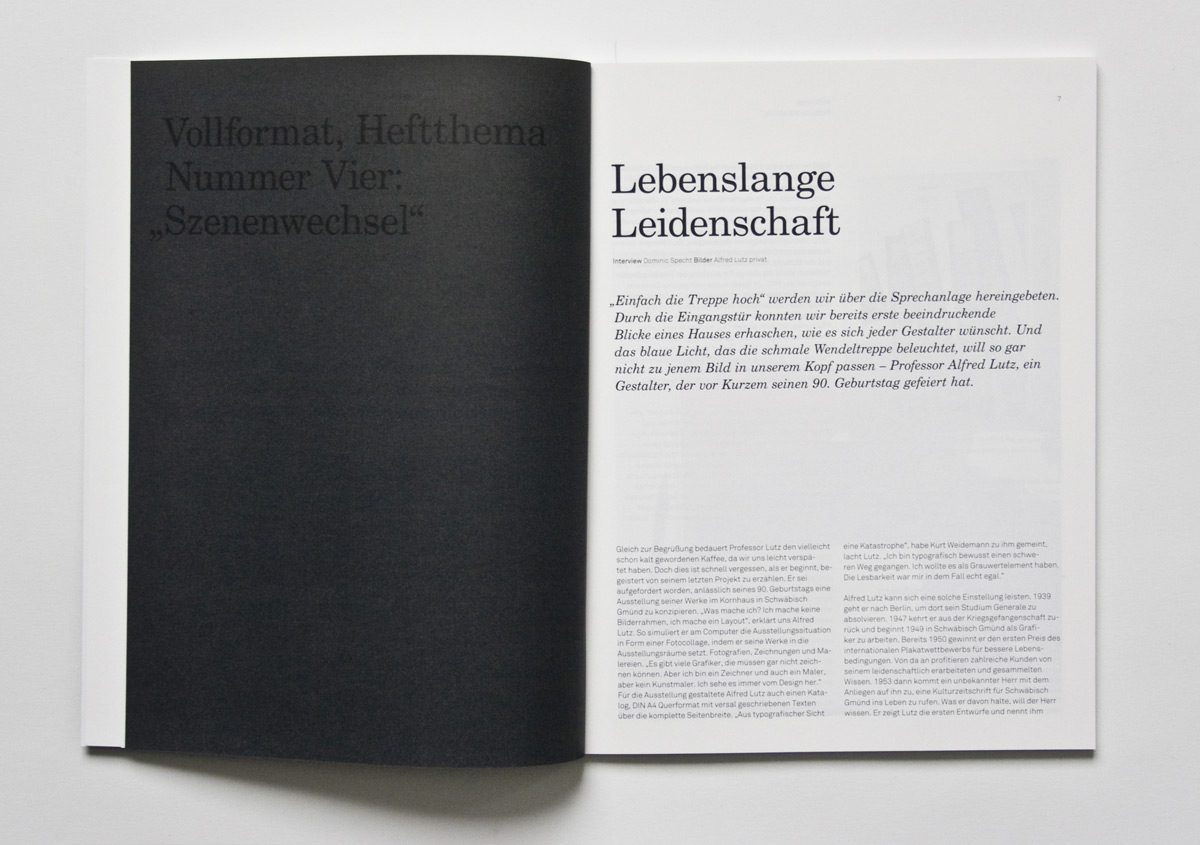 Vollformat, Heftthema
Nummer Vier:
„Szenenwechsel“
7
Lebenslange
Leidenschaft
Interview Dominic Specht Bilder Alfred Lutz privat
„Einfach die Treppe hoch“ werden wir über die Sprechanlage hereingebeten.
Durch die Eingangstür konnten wir bereits erste beeindruckende
Blicke eines Hauses erhaschen, wie es sich jeder Gestalter wünscht. Und
das blaue Licht, das die schmale Wendeltreppe beleuchtet, will so gar
nicht zu jenem Bild in unserem Kopf passen – Professor Alfred Lutz, ein
Gestalter, der vor Kurzem seinen 90. Geburtstag gefeiert hat.
Gleich zur Begrüßung bedauert Professor Lutz den vielleicht
schon kalt gewordenen Kaffee, da wir uns leicht verspä-
tet haben. Doch dies ist schnell vergessen, als er beginnt, be-
geistert von seinem letzten Projekt zu erzählen. Er sei
aufgefordert worden, anlässlich seines 90. Geburtstags eine
Ausstellung seiner Werke im Kornhaus in Schwäbisch
Gmünd zu konzipieren. „Was mache ich? Ich mache keine
Bilderrahmen, ich mache ein Layout“, erklärt uns Alfred
Lutz. So simuliert er am Computer die Ausstellungssituation
in Form einer Fotocollage, indem er seine Werke in die
Ausstellungsräume setzt: Fotografien, Zeichnungen und Ma-
lereien. „Es gibt viele Grafiker, die müssen gar nicht zeich-
nen können. Aber ich bin ein Zeichner und auch ein Maler,
aber kein Kunstmaler. Ich sehe es immer vom Design her.“
Für die Ausstellung gestaltete Alfred Lutz auch einen Kata-
log, DIN A4 Querformat mit versal geschriebenen Texten
über die komplette Seitenbreite. „Aus typografischer Sicht
eine Katastrophe“, habe Kurt Weidemann zu ihm gemeint,
lacht Lutz. „Ich bin typografisch bewusst einen schwe-
ren Weg gegangen. Ich wollte es als Grauwertelement haben.
Die Lesbarkeit war mir in dem Fall echt egal.“
Alfred Lutz kann sich eine solche Einstellung leisten. 1939
geht er nach Berlin, um dort sein Studium Generale zu
absolvieren. 1947 kehrt er aus der Kriegsgefangenschaft zu-
rück und beginnt 1949 in Schwäbisch Gmünd als Grafi-
ker zu arbeiten. Bereits 1950 gewinnt er den ersten Preis des
internationalen Plakatwettbewerbs für bessere Lebens-
bedingungen. Von da an profitieren zahlreiche Kunden von
seinem leidenschaftlich erarbeiteten und gesammelten
Wissen. 1953 dann kommt ein unbekannter Herr mit dem
Anliegen auf ihn zu, eine Kulturzeitschrift für Schwäbisch
Gmünd ins Leben zu rufen. Was er davon halte, will der Herr
wissen. Er zeigt Lutz die ersten Entwürfe und nennt ihm